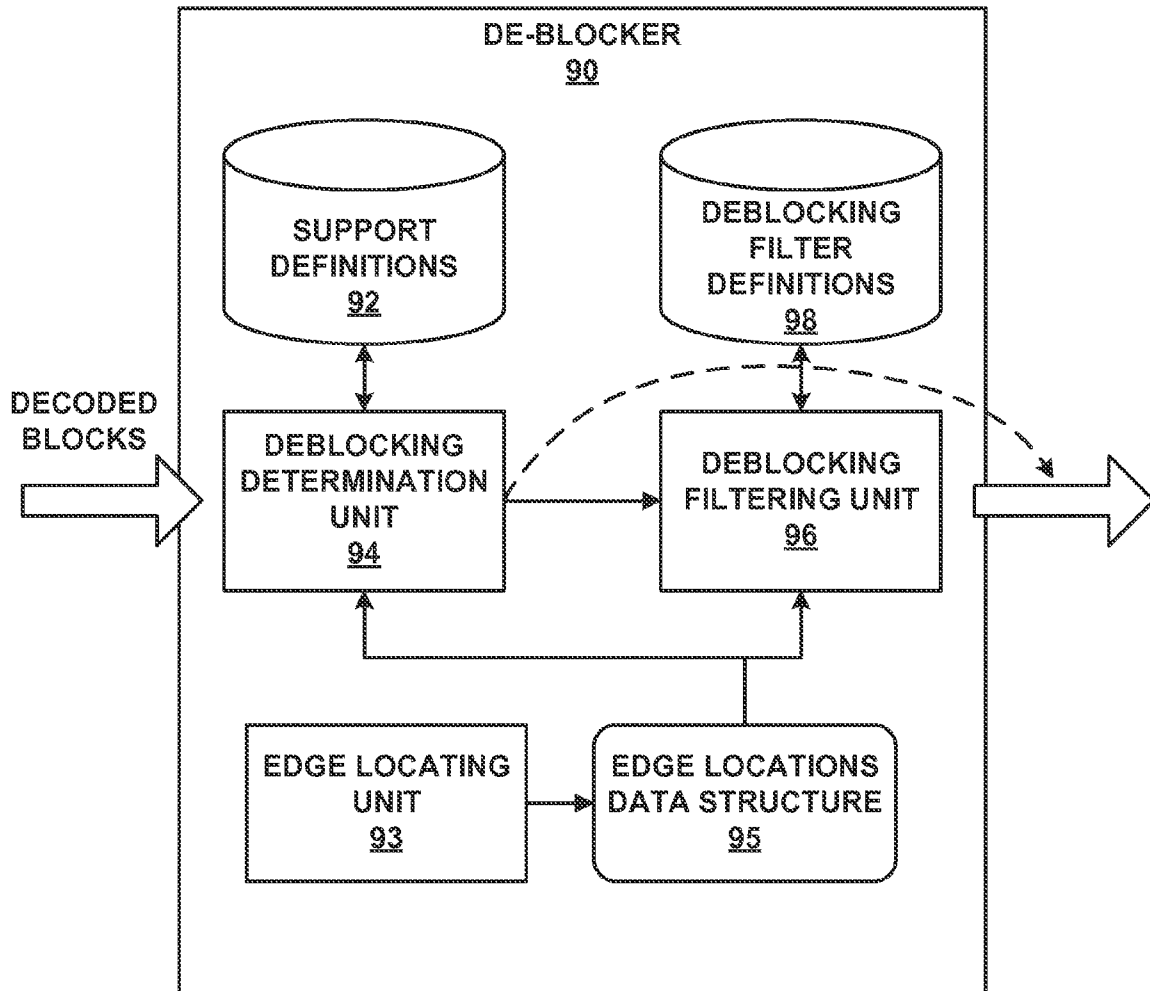 DE-BLOCKER
90
SUPPORT
DEFINITIONS
92
DEBLOCKING
FILTER
DEFINITIONS
98
DECODED
BLOCKS
DEBLOCKING
DETERMINATION
UNIT
94
DEBLOCKING
FILTERING UNIT
96
EDGE LOCATING
UNIT
93
EDGE LOCATIONS
DATA STRUCTURE
95